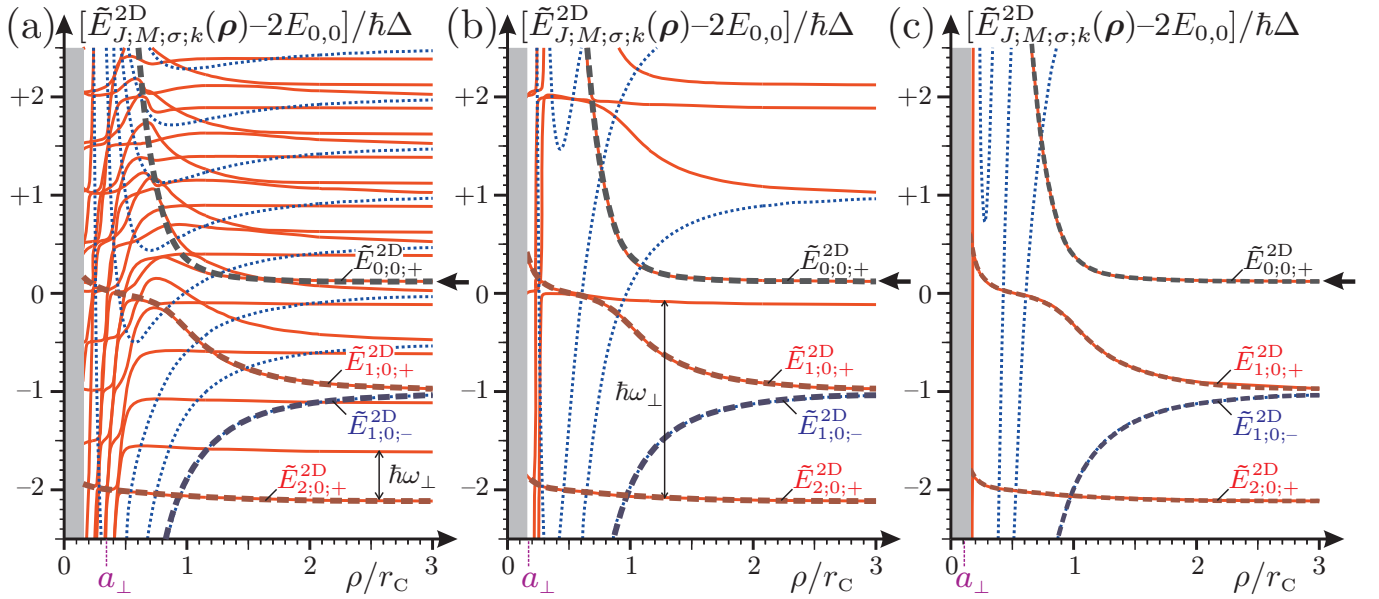 (a) [Ẽ^{2D}_{J;M;σ;k}(ρ)–2E_{0,0}]/ħΔ
+2
+1
0
−1
−2
Ẽ^{2D}_{0;0;+}
Ẽ^{2D}_{1;0;+}
Ẽ^{2D}_{1;0;−}
Ẽ^{2D}_{2;0;+}
ħω_⊥
0 1 2 3
a_⊥ ρ/r_C
(b) [Ẽ^{2D}_{J;M;σ;k}(ρ)–2E_{0,0}]/ħΔ
+2
+1
0
−1
−2
Ẽ^{2D}_{0;0;+}
Ẽ^{2D}_{1;0;+}
ħω_⊥
Ẽ^{2D}_{1;0;−}
Ẽ^{2D}_{2;0;+}
0 1 2 3
a_⊥ ρ/r_C
(c) [Ẽ^{2D}_{J;M;σ;k}(ρ)–2E_{0,0}]/ħΔ
+2
+1
0
−1
−2
Ẽ^{2D}_{0;0;+}
Ẽ^{2D}_{1;0;+}
Ẽ^{2D}_{1;0;−}
Ẽ^{2D}_{2;0;+}
0 1 2 3
a_⊥ ρ/r_C